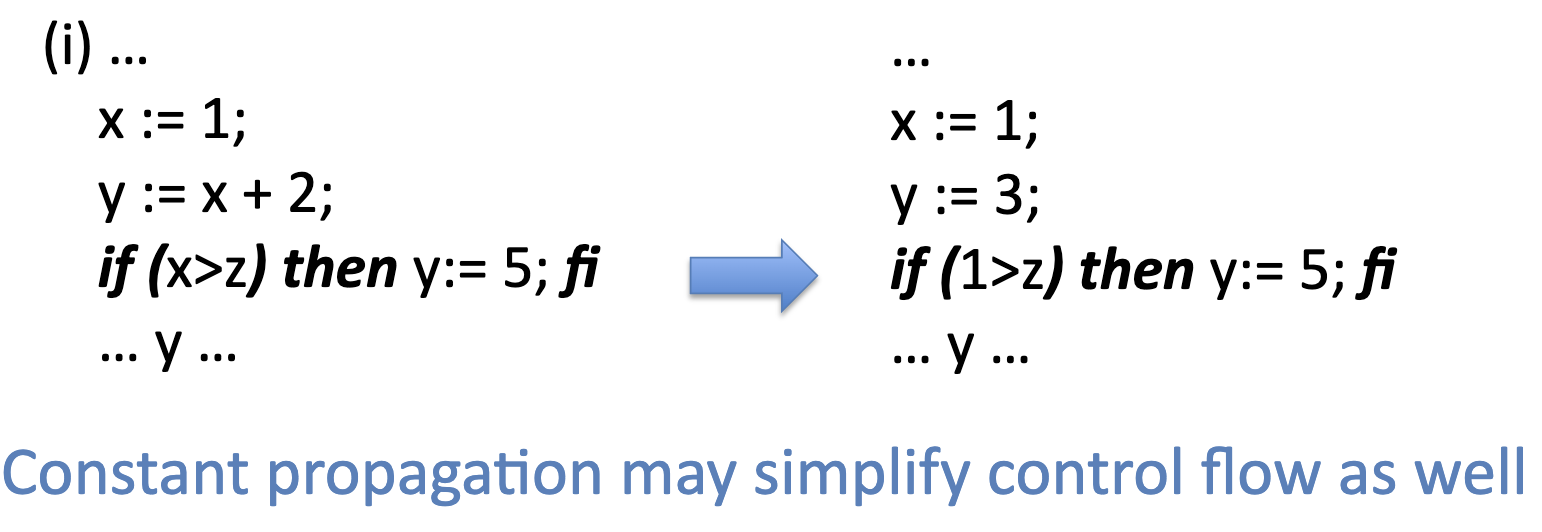 (i) ...
x := 1;
y := x + 2;
if (x>z) then y:= 5; fi
... y ...
...
x := 1;
y := 3;
if (1>z) then y:= 5; fi
... y ...
Constant propagation may simplify control flow as well